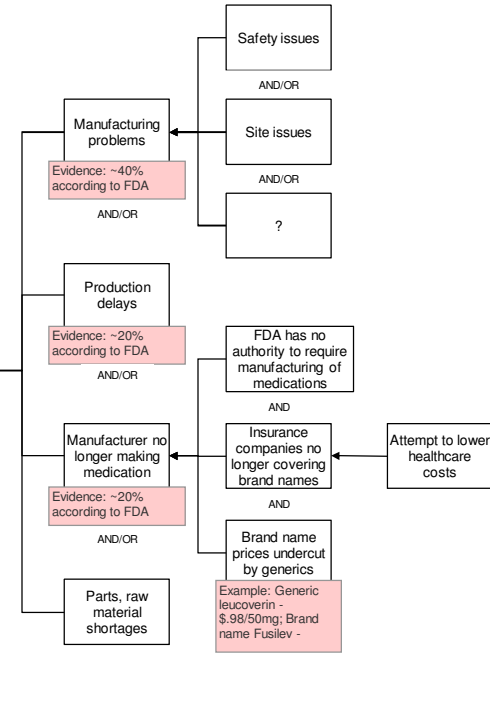 Safety issues
AND/OR
Manufacturing
problems
Site issues
Evidence: ~40%
according to FDA
AND/OR
AND/OR
?
Production
delays
Evidence: ~20%
according to FDA
AND/OR
FDA has no
authority to require
manufacturing of
medications
AND
Manufacturer no
longer making
medication
Insurance
companies no
longer covering
brand names
Attempt to lower
healthcare
costs
Evidence: ~20%
according to FDA
AND
AND/OR
Brand name
prices undercut
by generics
Example: Generic
leucoverin -
$.98/50mg; Brand
name Fusilev -
Parts, raw
material
shortages